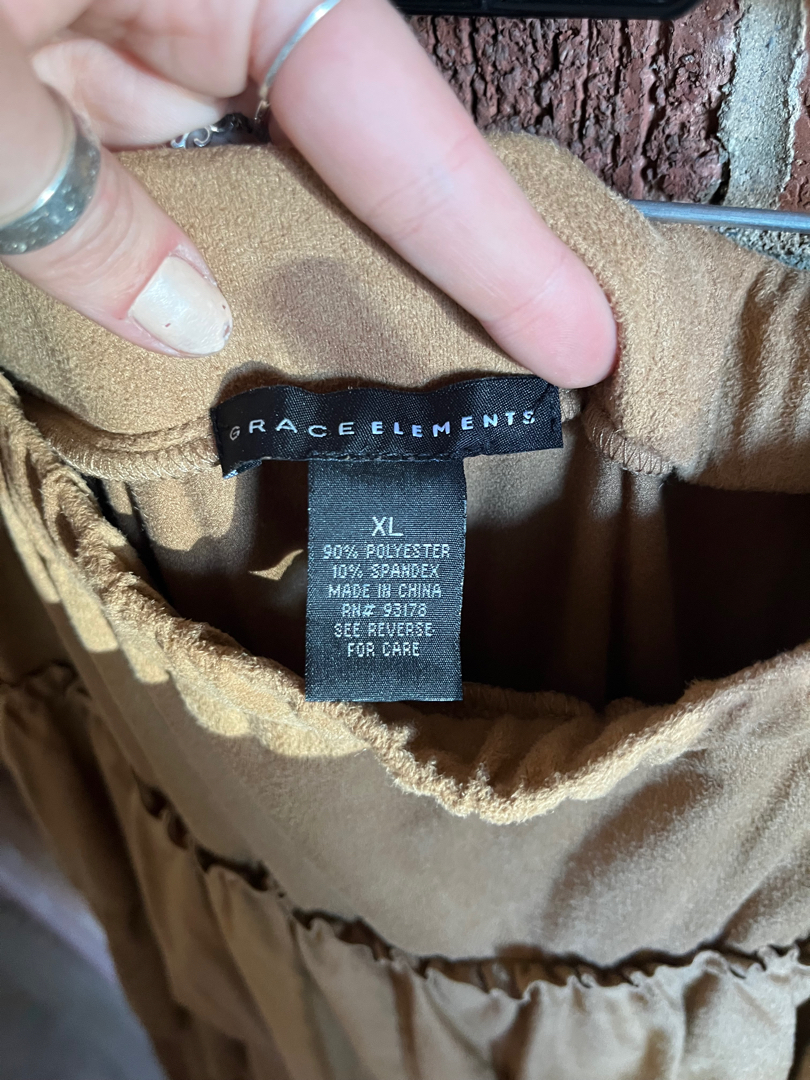 GRACE ELEMENTS
XL
90% POLYESTER
10% SPANDEX
MADE IN CHINA
RN# 93178
SEE REVERSE
FOR CARE